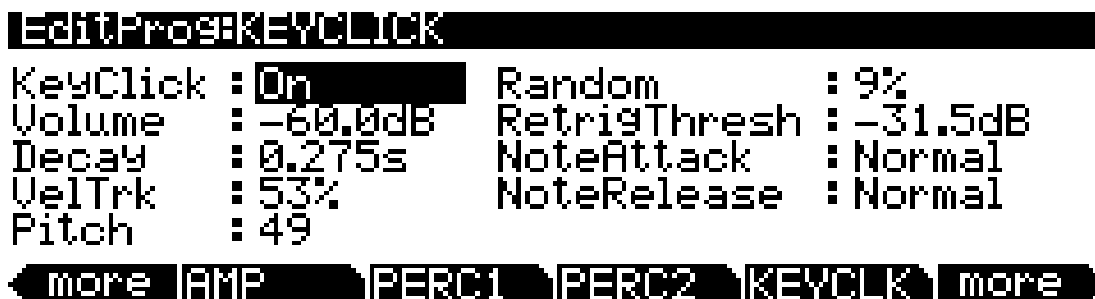 EditProg:KEYCLICK
KeyClick :On Random :9%
Volume :-60.0dB RetrigThresh :-31.5dB
Decay :0.275s NoteAttack :Normal
VelTrk :53% NoteRelease :Normal
Pitch :49
more AMP PERC1 PERC2 KEYCLK more